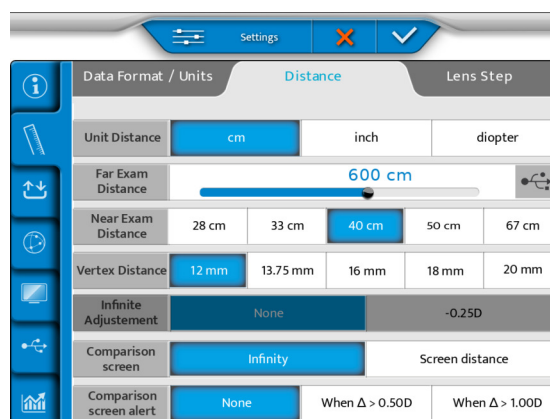 Settings
Data Format / Units Distance Lens Step
Unit Distance cm inch diopter
Far Exam Distance 600 cm
Near Exam Distance 28 cm 33 cm 40 cm 50 cm 67 cm
Vertex Distance 12 mm 13.75 mm 16 mm 18 mm 20 mm
Infinite Adjustement None -0.25D
Comparison screen Infinity Screen distance
Comparison screen alert None When Δ > 0.50D When Δ > 1.00D